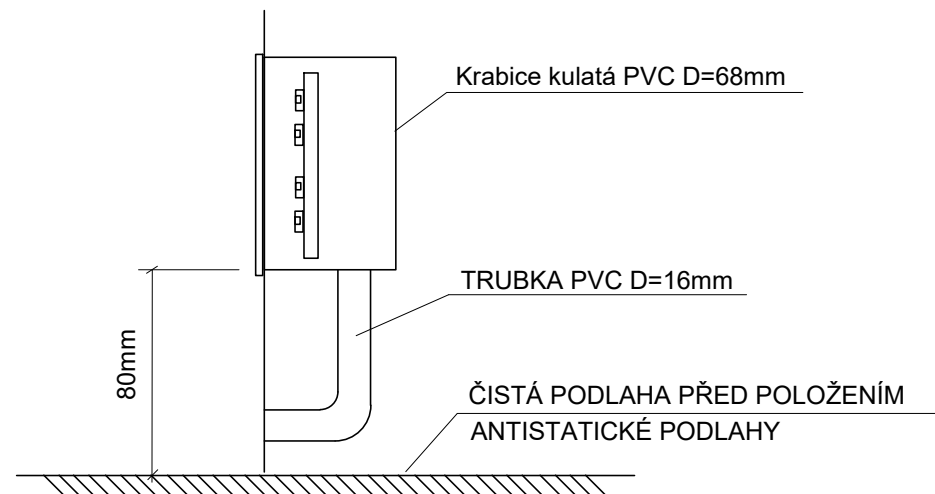 Krabice kulatá PVC D=68mm
TRUBKA PVC D=16mm
80mm
ČISTÁ PODLAHA PŘED POLOŽENÍM
ANTISTATICKÉ PODLAHY